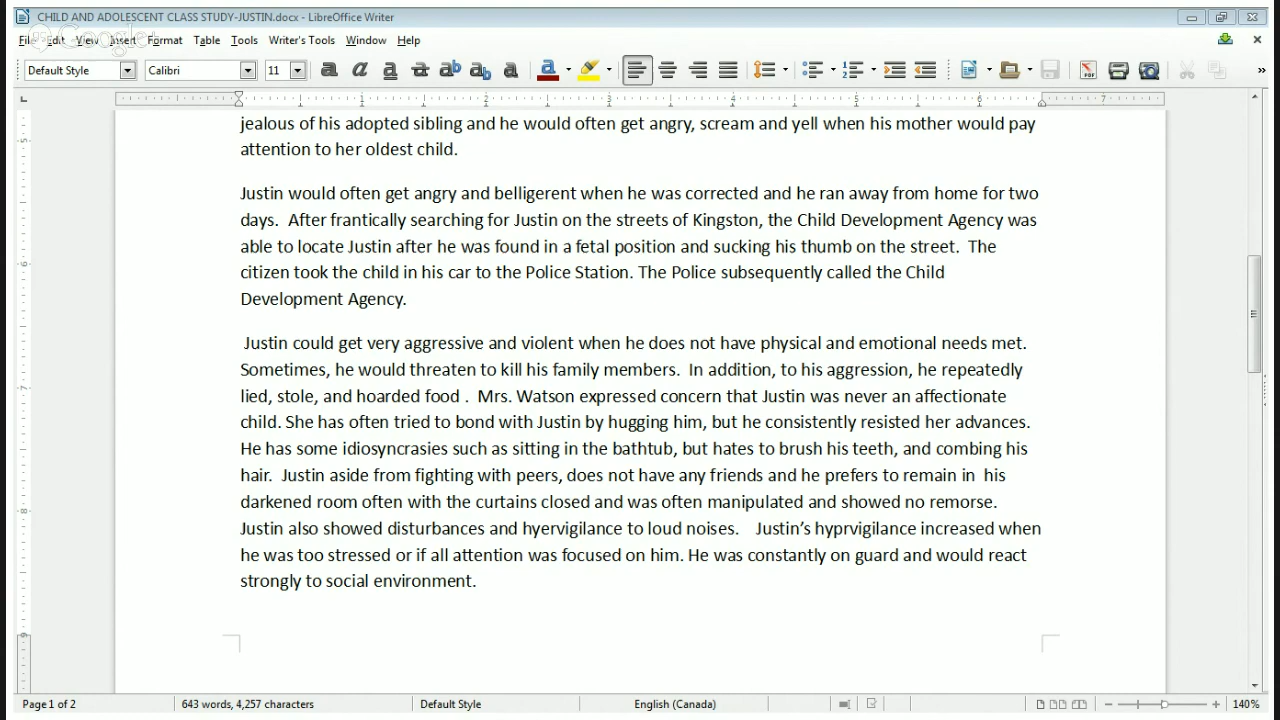 CHILD AND ADOLESCENT CLASS STUDY-JUSTIN.docx - LibreOffice Writer
File Edit View Insert Format Table Tools Writer's Tools Window Help
Google+
Default Style Calibri 11
1 2 3 4 5 6 7
jealous of his adopted sibling and he would often get angry, scream and yell when his mother would pay
attention to her oldest child.
Justin would often get angry and belligerent when he was corrected and he ran away from home for two
days.  After frantically searching for Justin on the streets of Kingston, the Child Development Agency was
able to locate Justin after he was found in a fetal position and sucking his thumb on the street.  The
citizen took the child in his car to the Police Station. The Police subsequently called the Child
Development Agency.
Justin could get very aggressive and violent when he does not have physical and emotional needs met.
Sometimes, he would threaten to kill his family members.  In addition, to his aggression, he repeatedly
lied, stole, and hoarded food .  Mrs. Watson expressed concern that Justin was never an affectionate
child. She has often tried to bond with Justin by hugging him, but he consistently resisted her advances.
He has some idiosyncrasies such as sitting in the bathtub, but hates to brush his teeth, and combing his
hair.  Justin aside from fighting with peers, does not have any friends and he prefers to remain in  his
darkened room often with the curtains closed and was often manipulated and showed no remorse.
Justin also showed disturbances and hyervigilance to loud noises.    Justin’s hyprvigilance increased when
he was too stressed or if all attention was focused on him. He was constantly on guard and would react
strongly to social environment.
Page 1 of 2 643 words, 4,257 characters Default Style English (Canada) 140%